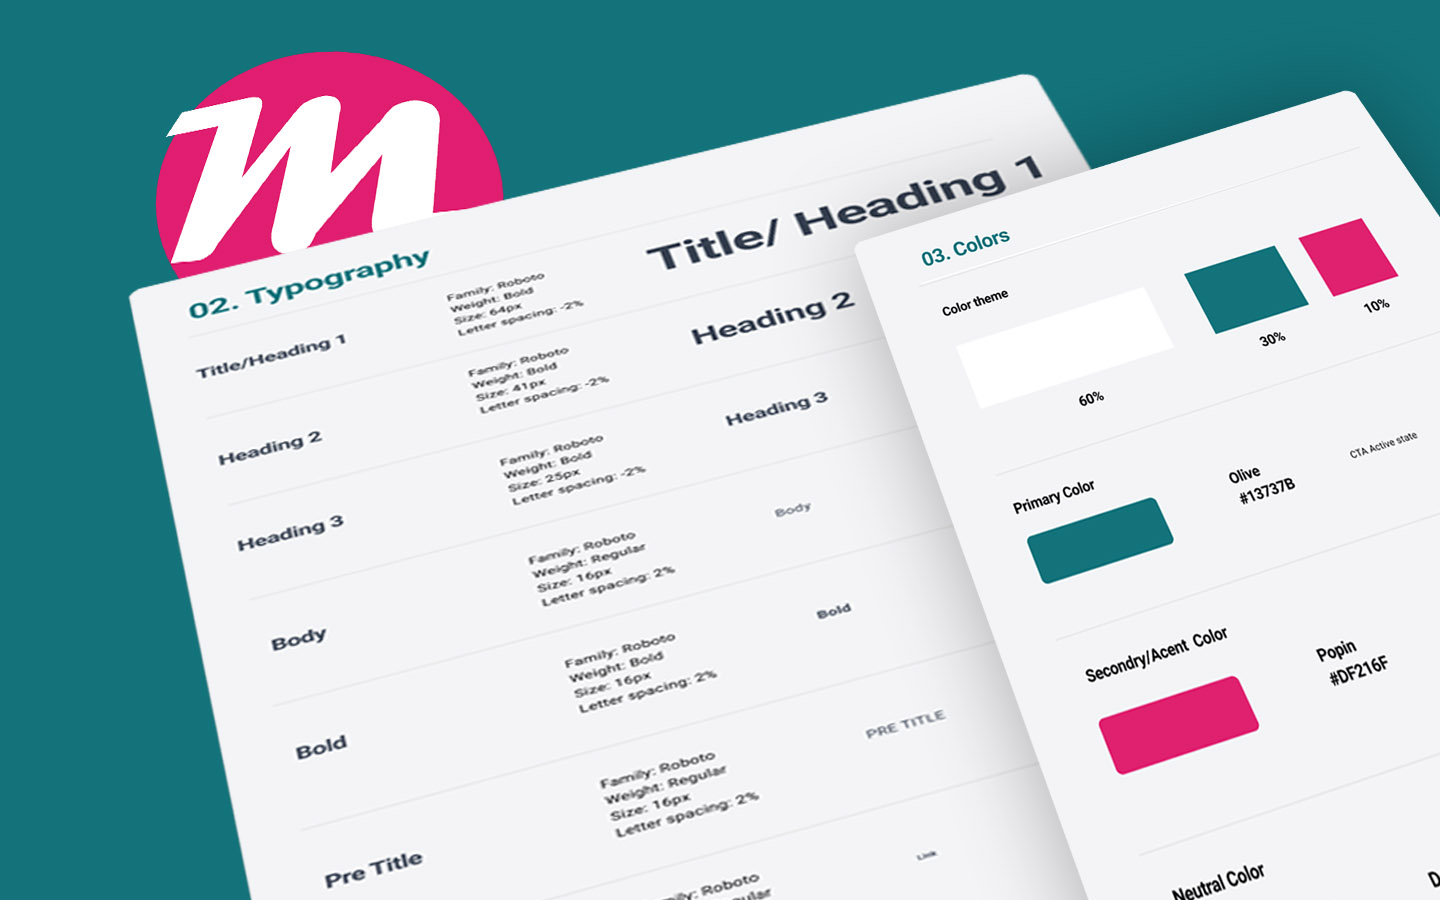 m
02. Typography
Title/Heading 1
Family: Roboto
Weight: Bold
Size: 64px
Letter spacing: -2%
Title/ Heading 1
Heading 2
Family: Roboto
Weight: Bold
Size: 41px
Letter spacing: -2%
Heading 2
Heading 3
Family: Roboto
Weight: Bold
Size: 25px
Letter spacing: -2%
Heading 3
Body
Family: Roboto
Weight: Regular
Size: 16px
Letter spacing: 2%
Body
Bold
Family: Roboto
Weight: Bold
Size: 16px
Letter spacing: 2%
Bold
Pre Title
Family: Roboto
Weight: Regular
Size: 16px
Letter spacing: 2%
PRE TITLE
Roboto
Link
03. Colors
Color theme
60%
30%
10%
Primary Color
Olive
#13737B
CTA Active state
Secondry/Acent Color
Popin
#DF216F
Neutral Color